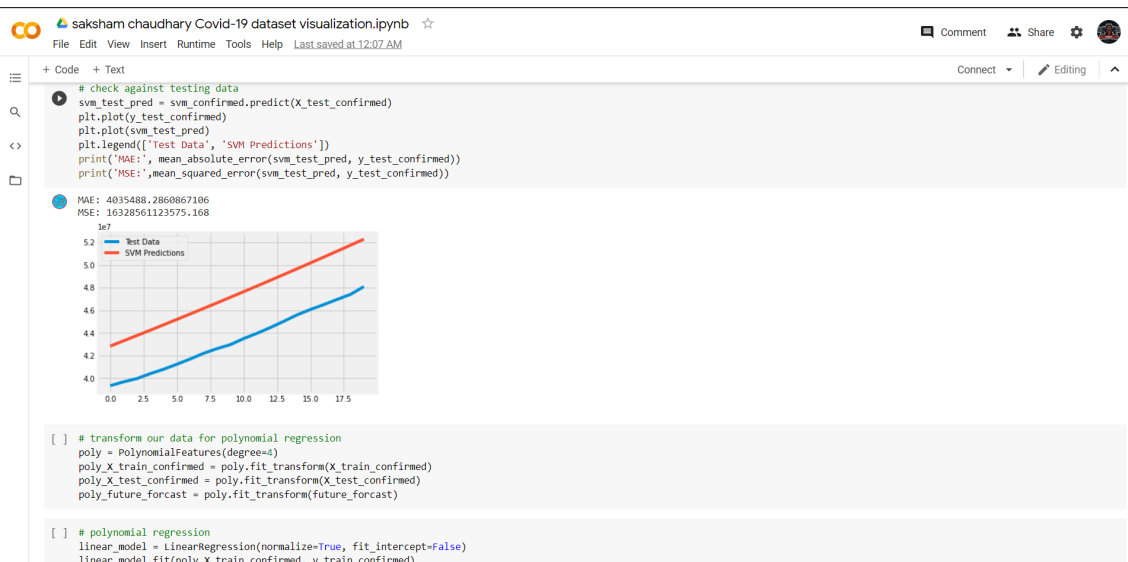 saksham chaudhary Covid-19 dataset visualization.ipynb
Comment Share
File Edit View Insert Runtime Tools Help Last saved at 12:07 AM
+ Code + Text Connect Editing
# check against testing data
svm_test_pred = svm_confirmed.predict(X_test_confirmed)
plt.plot(y_test_confirmed)
plt.plot(svm_test_pred)
plt.legend(['Test Data', 'SVM Predictions'])
print('MAE:', mean_absolute_error(svm_test_pred, y_test_confirmed))
print('MSE:',mean_squared_error(svm_test_pred, y_test_confirmed))
MAE: 4035488.2860867106
MSE: 16328561123575.168
1e7
Test Data
SVM Predictions
5.2
5.0
4.8
4.6
4.4
4.2
4.0
0.0 2.5 5.0 7.5 10.0 12.5 15.0 17.5
[ ] # transform our data for polynomial regression
poly = PolynomialFeatures(degree=4)
poly_X_train_confirmed = poly.fit_transform(X_train_confirmed)
poly_X_test_confirmed = poly.fit_transform(X_test_confirmed)
poly_future_forcast = poly.fit_transform(future_forcast)
[ ] # polynomial regression
linear_model = LinearRegression(normalize=True, fit_intercept=False)
linear_model.fit(poly_X_train_confirmed, y_train_confirmed)